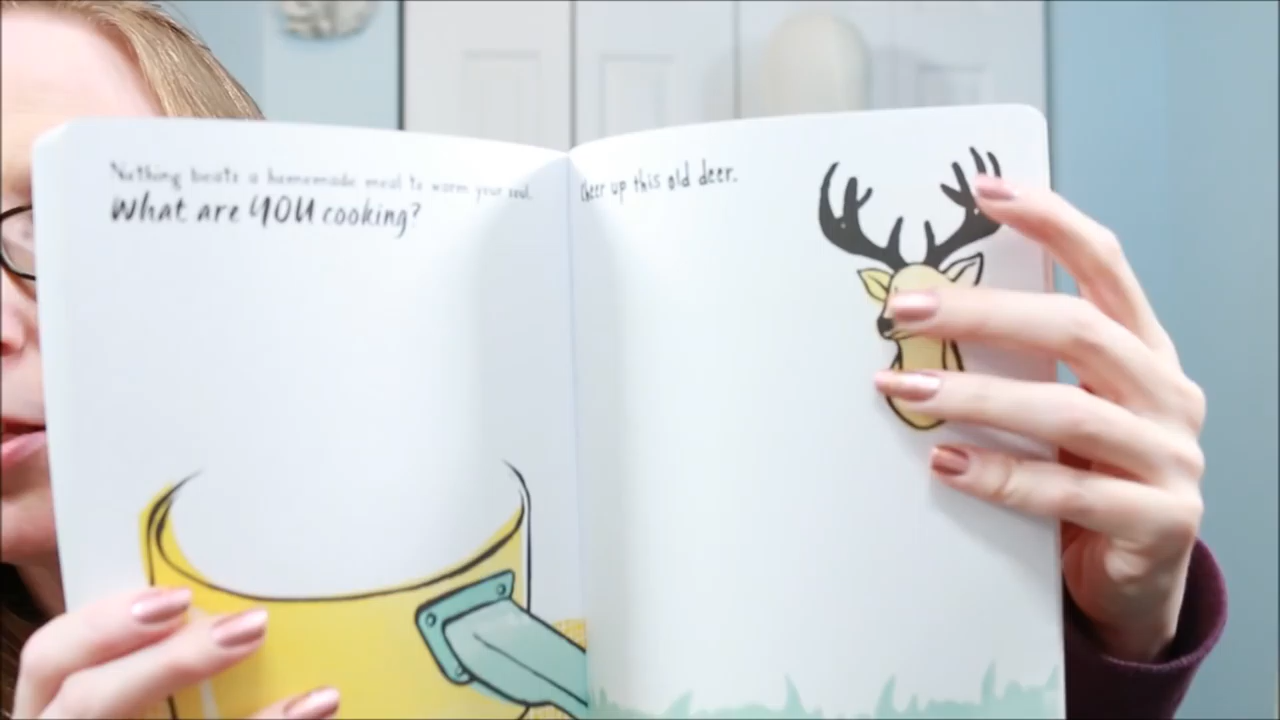 Nothing beats a homemade meal to warm your soul.
What are YOU cooking?
Cheer up this old deer.